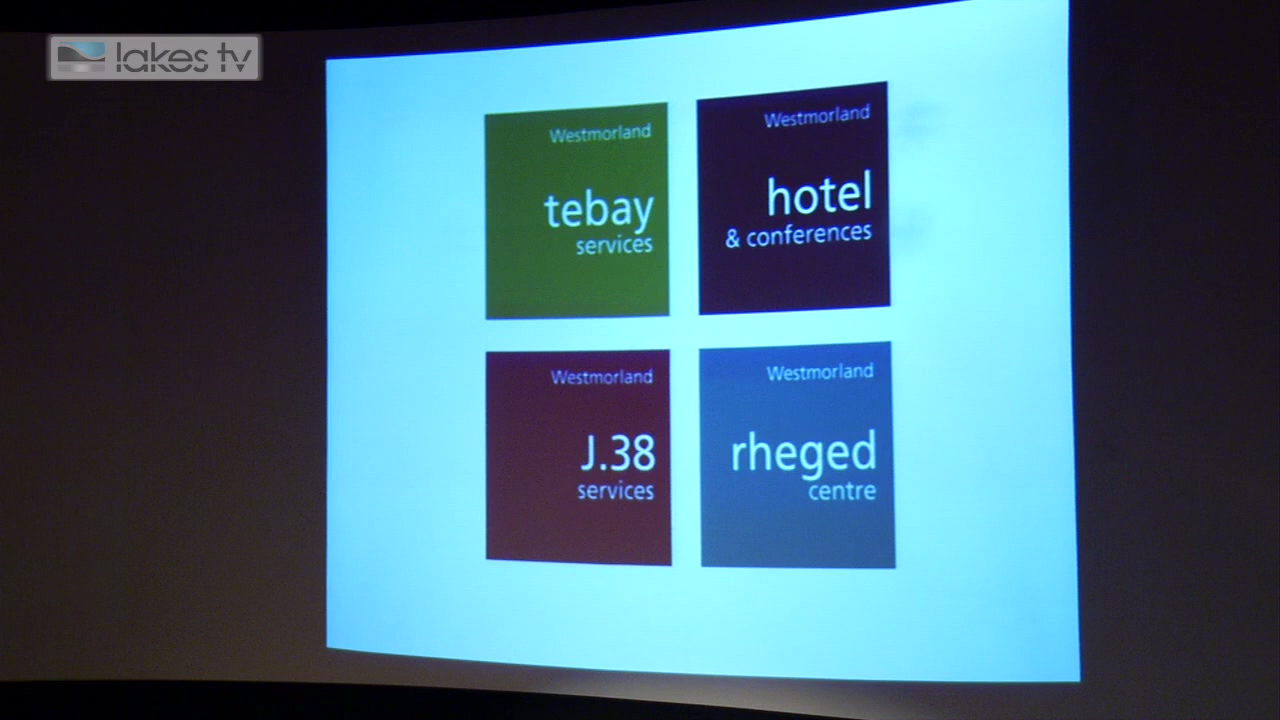 lakes tv
Westmorland
tebay
services
Westmorland
hotel
& conferences
Westmorland
J.38
services
Westmorland
rheged
centre